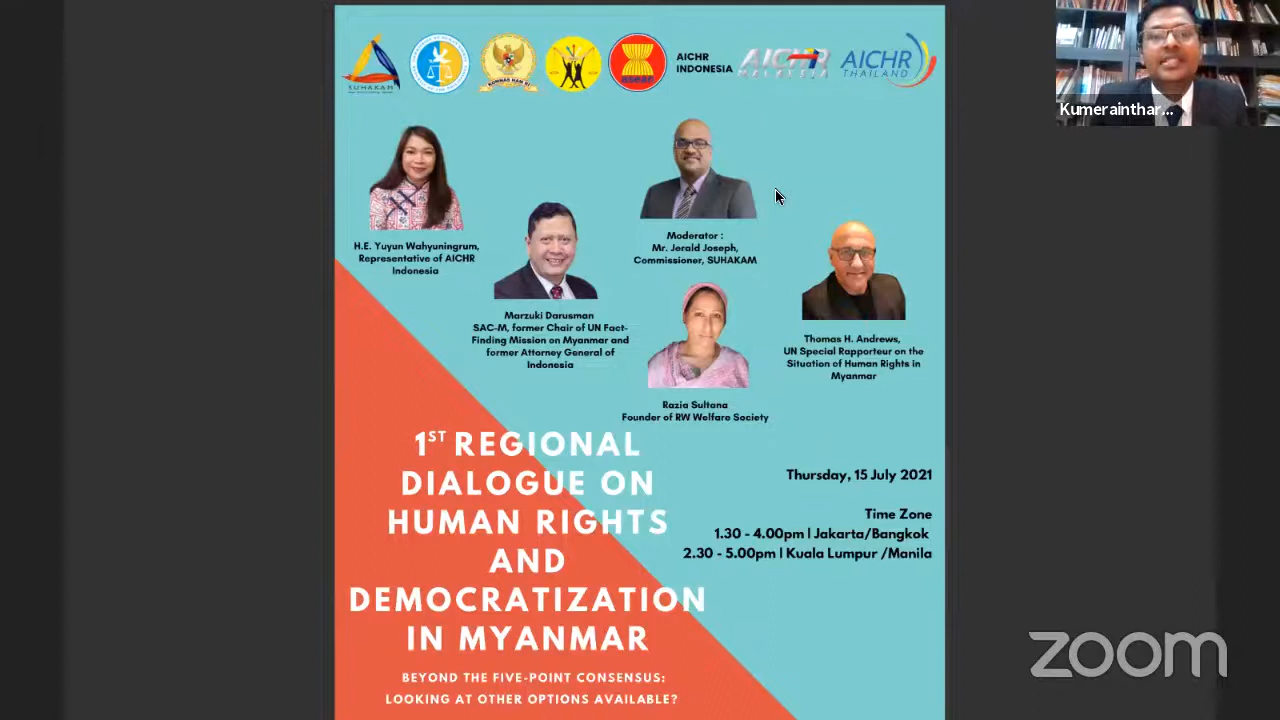 SUHAKAM
KOMNAS HAM RI
asean
AICHR
INDONESIA
AICHR
MALAYSIA
AICHR
THAILAND
Kumerainthar...
H.E. Yuyun Wahyuningrum,
Representative of AICHR
Indonesia
Moderator :
Mr. Jerald Joseph,
Commissioner, SUHAKAM
Marzuki Darusman
SAC-M, former Chair of UN Fact-
Finding Mission on Myanmar and
former Attorney General of
Indonesia
Thomas H. Andrews,
UN Special Rapporteur on the
Situation of Human Rights in
Myanmar
Razia Sultana
Founder of RW Welfare Society
1ST REGIONAL
DIALOGUE ON
HUMAN RIGHTS
AND
DEMOCRATIZATION
IN MYANMAR
BEYOND THE FIVE-POINT CONSENSUS:
LOOKING AT OTHER OPTIONS AVAILABLE?
Thursday, 15 July 2021
Time Zone
1.30 - 4.00pm | Jakarta/Bangkok
2.30 - 5.00pm | Kuala Lumpur /Manila
zoom